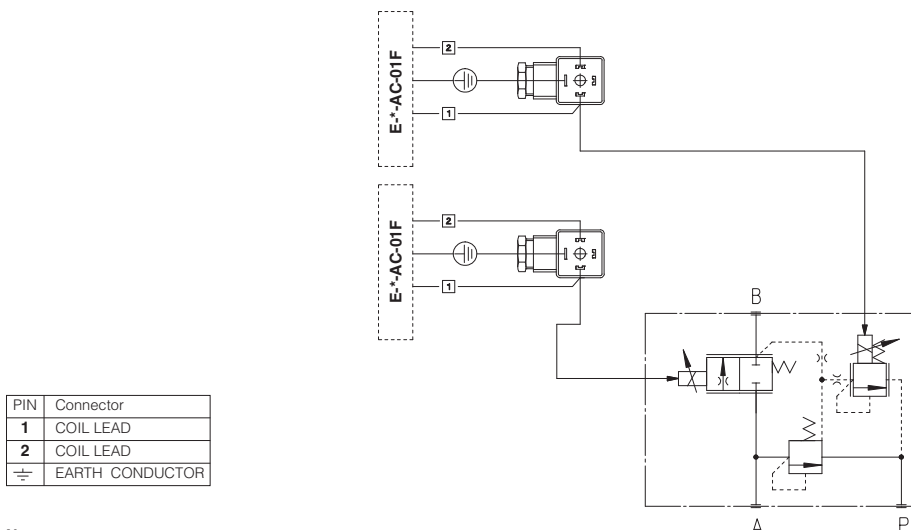 2
E-*-AC-01F
1
2
E-*-AC-01F
1
B
PIN Connector
1 COIL LEAD
2 COIL LEAD
EARTH CONDUCTOR
A P